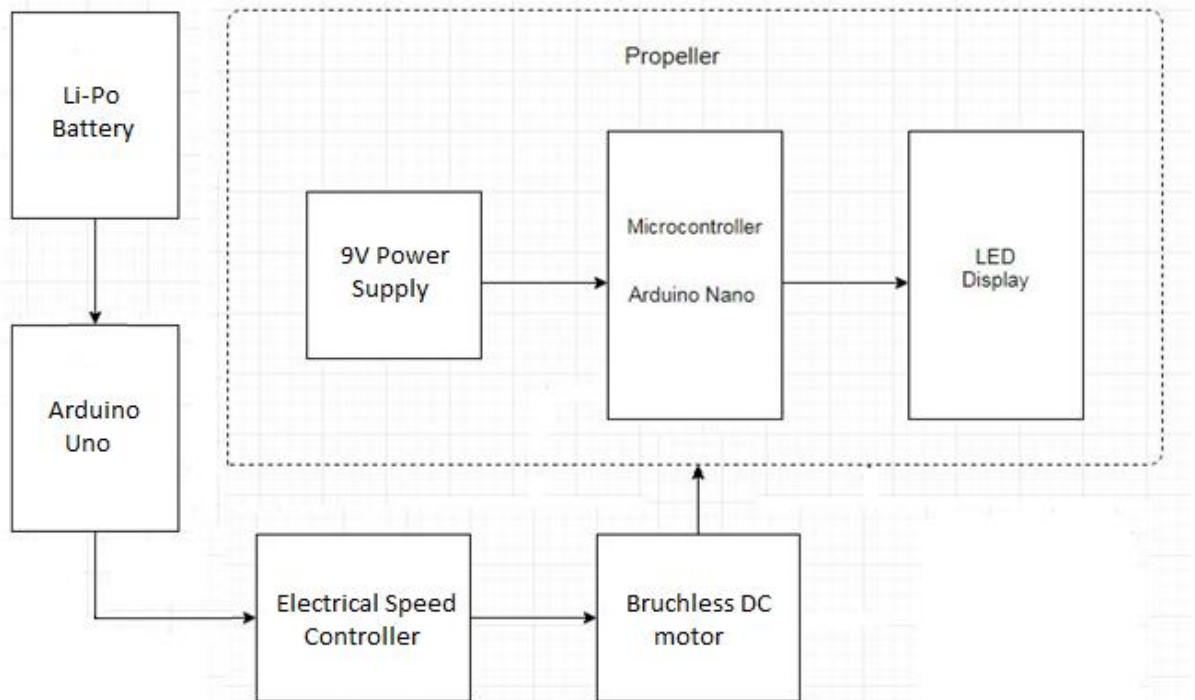 Li-Po
Battery
Propeller
9V Power
Supply
Microcontroller
Arduino Nano
LED
Display
Arduino
Uno
Electrical Speed
Controller
Bruchless DC
motor